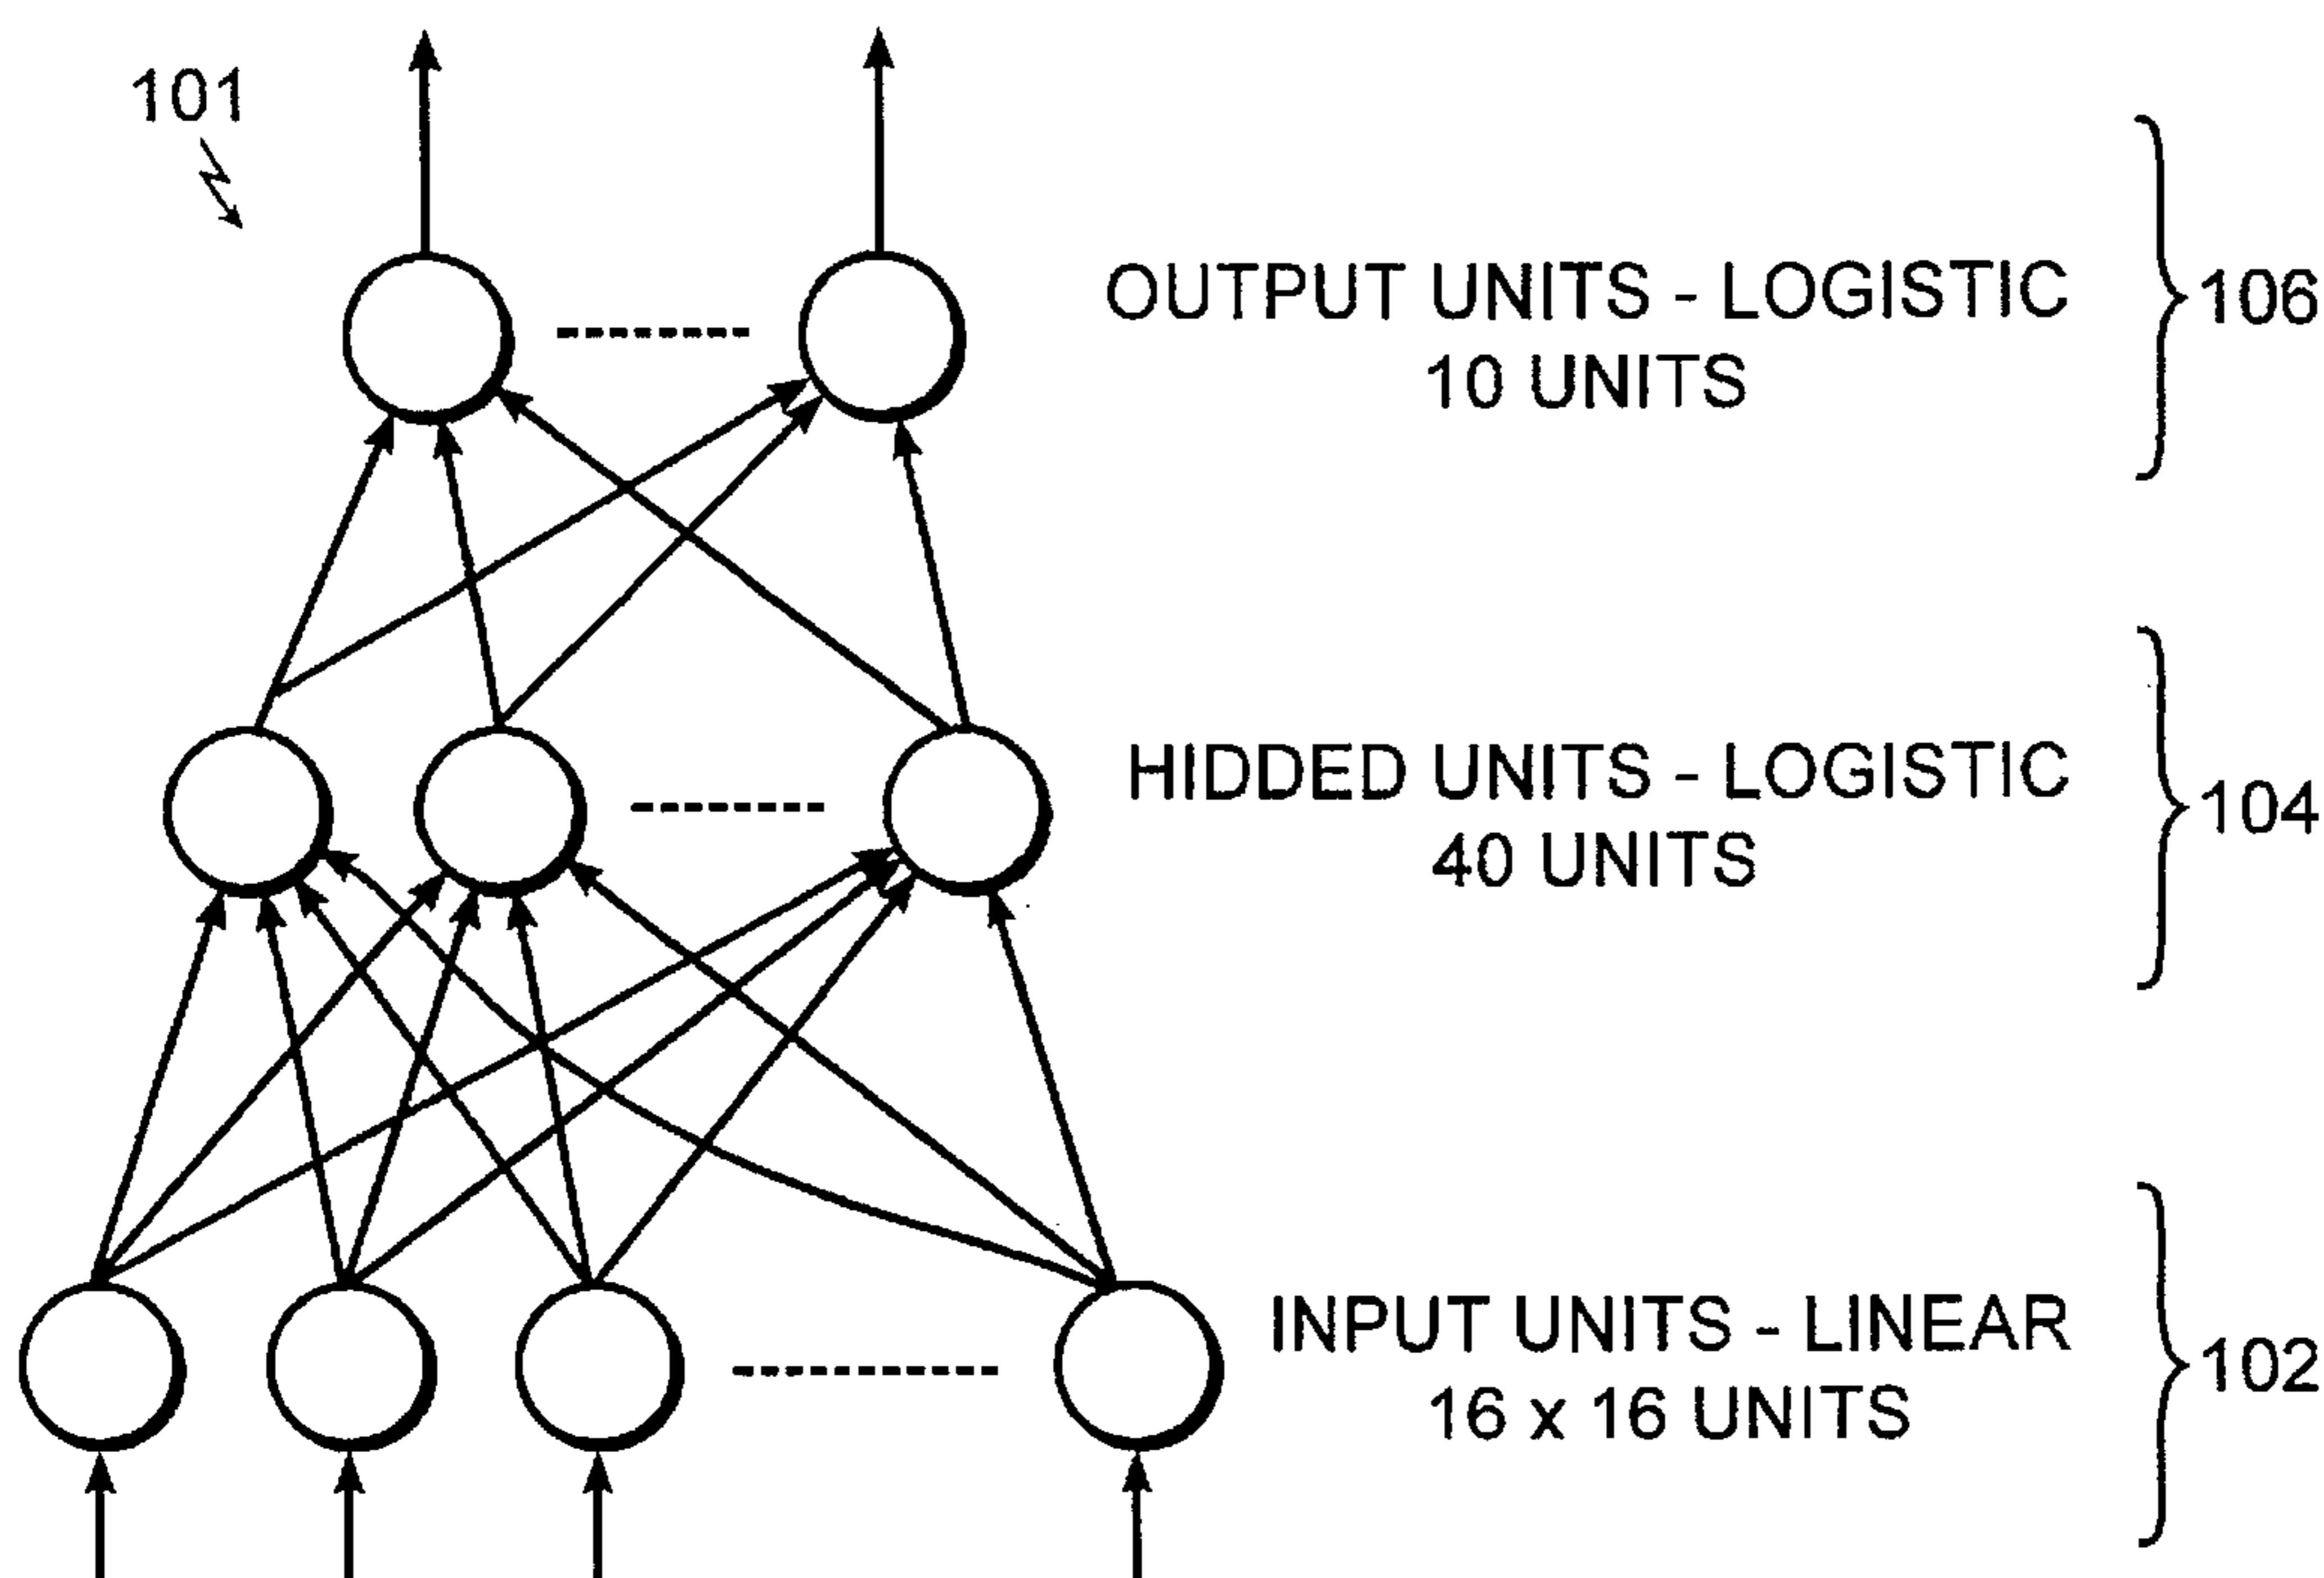 101
OUTPUT UNITS - LOGISTIC
10 UNITS
106
HIDDED UNITS - LOGISTIC
40 UNITS
104
INPUT UNITS - LINEAR
16 x 16 UNITS
102